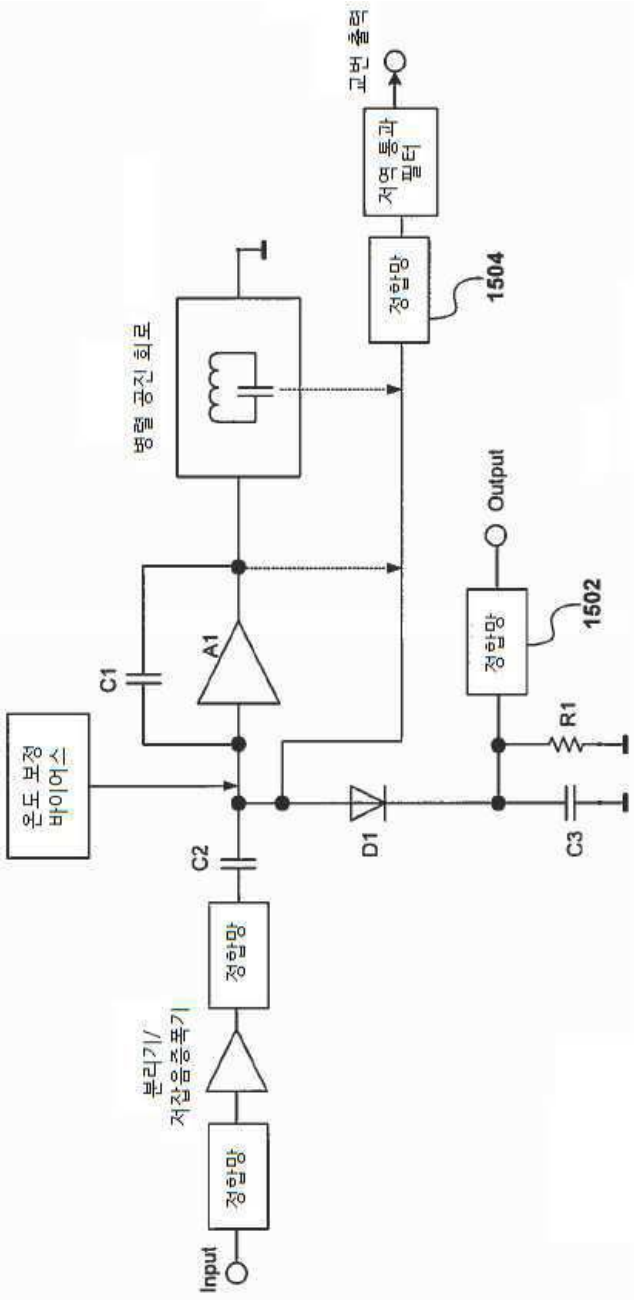 Input
정합망
분리기/
저잡음증폭기
정합망
C2
온도 보정
바이어스
C1
A1
병렬 공진 회로
D1
C3
R1
정합망
1502
Output
정합망
1504
저역 통과
필터
교번 출력